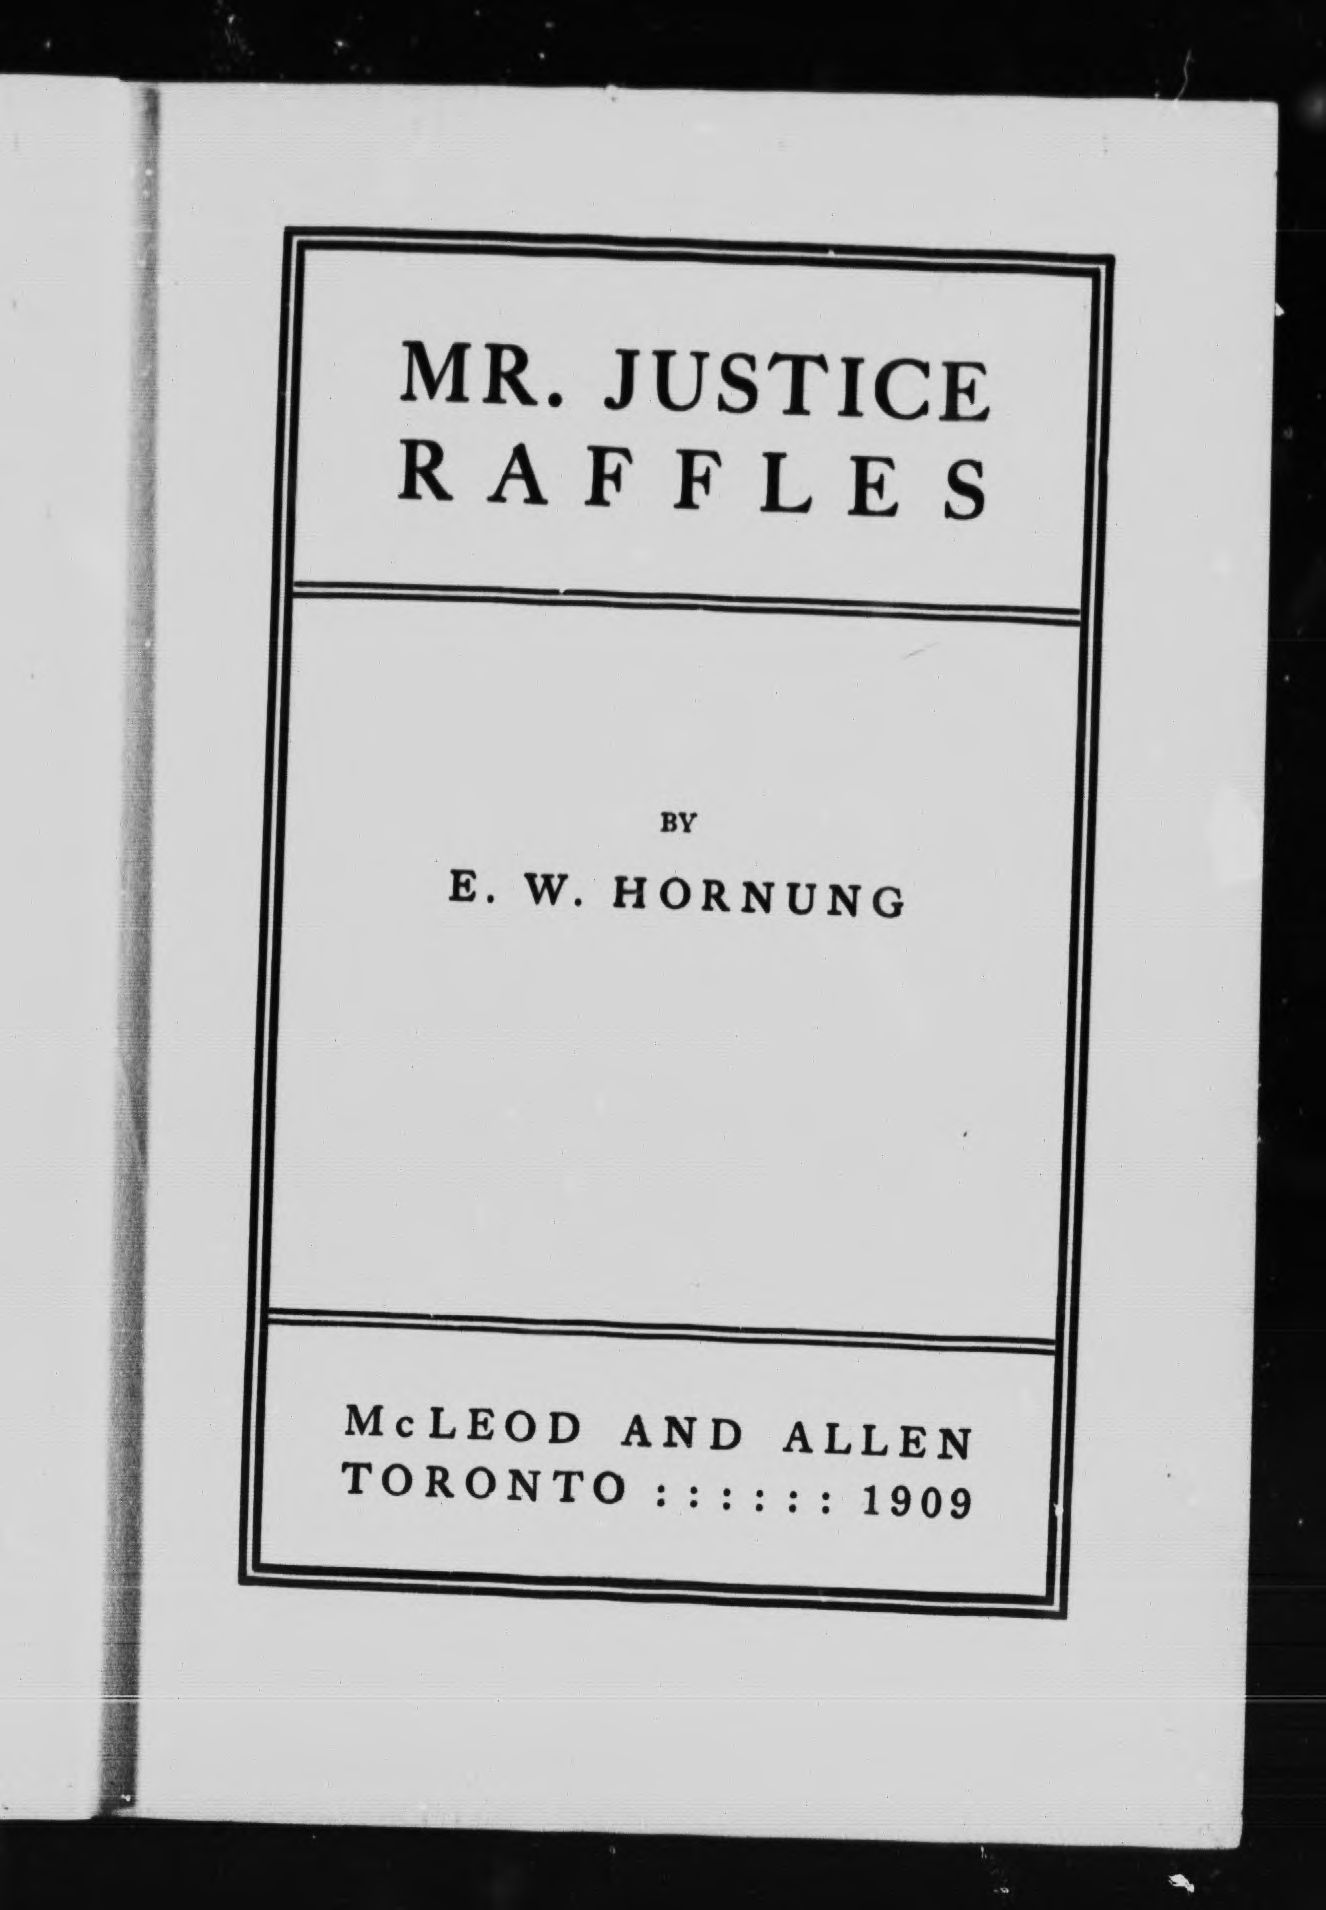 MR. JUSTICE
RAFFLES
BY
E. W. HORNUNG
McLEOD AND ALLEN
TORONTO : : : : : : 1909